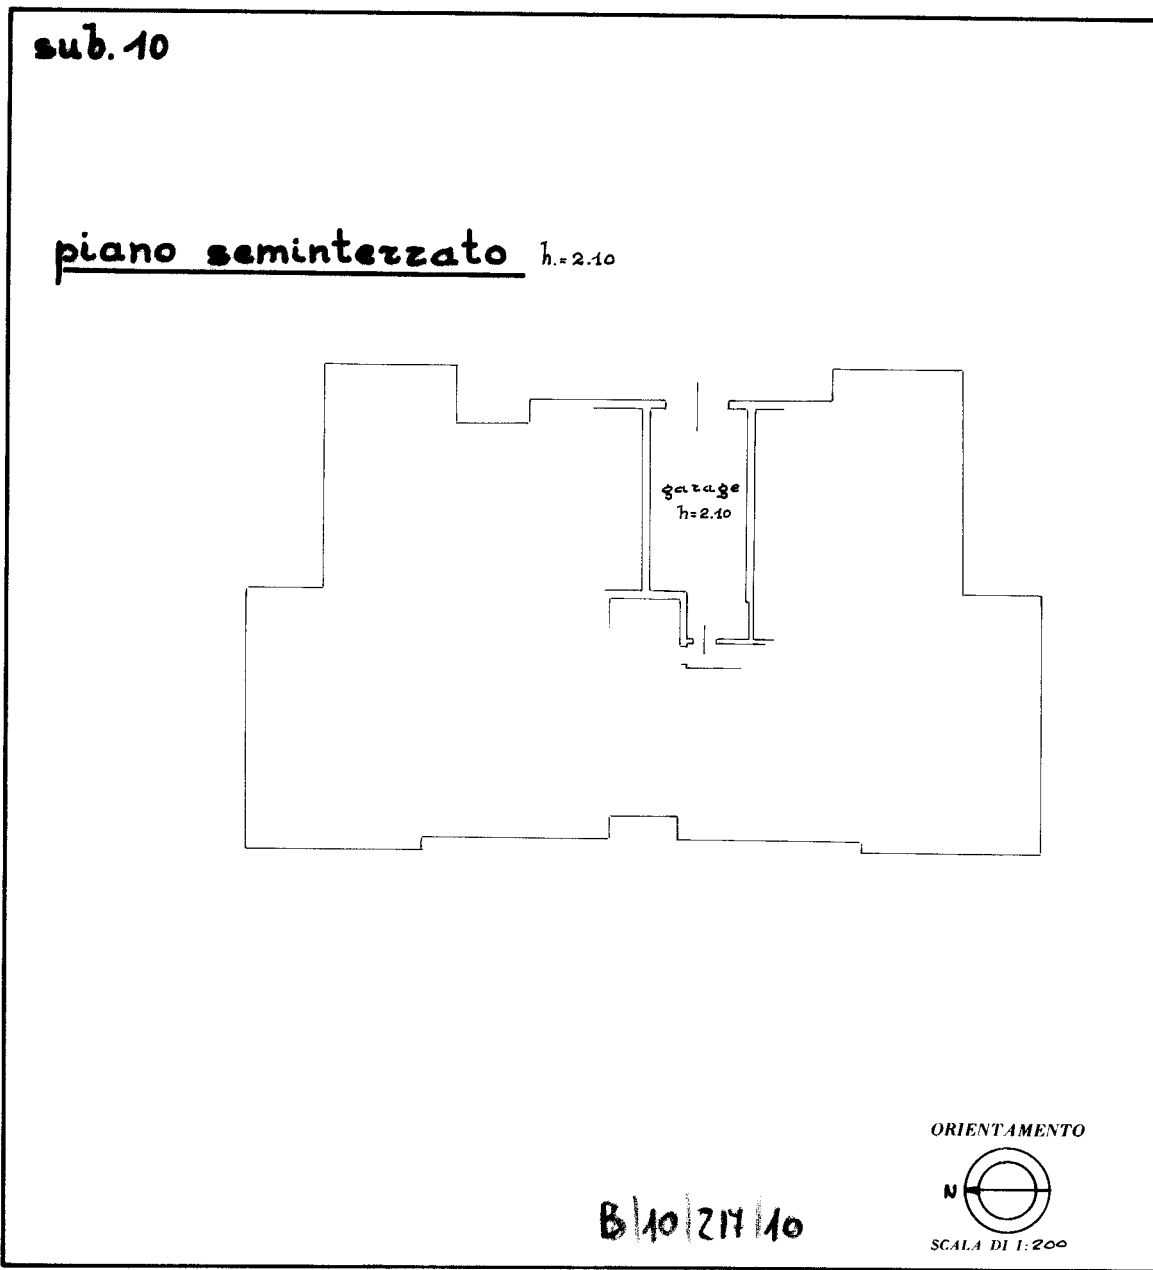 sub. 10
piano seminterrato h.=2.10
garage
h=2.10
ORIENTAMENTO
N
SCALA DI 1:200
B|10|217|10